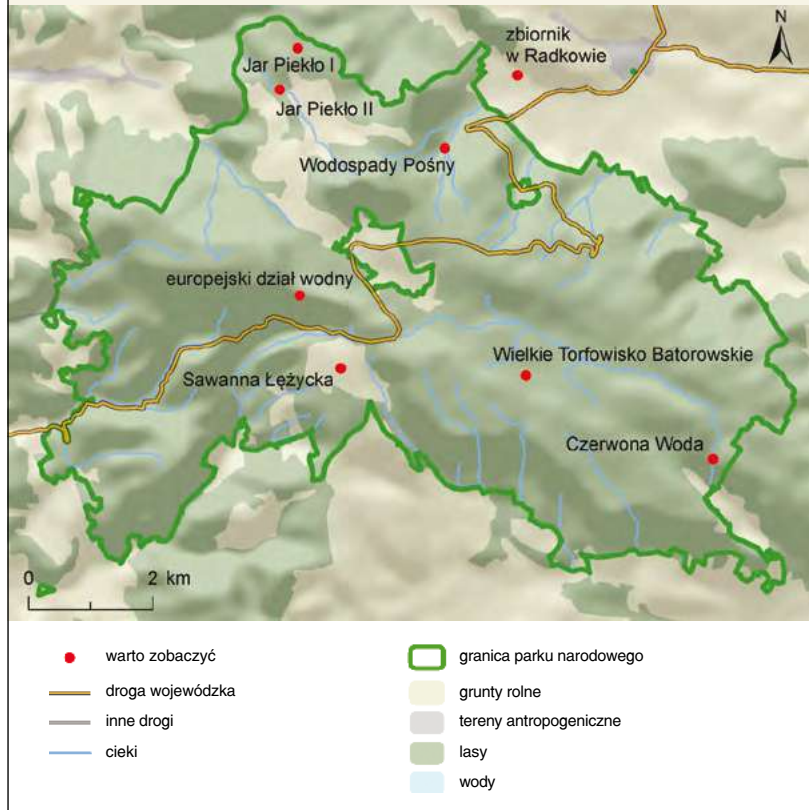 N
zbiornik
w Radkowie
Jar Piekło I
Jar Piekło II
Wodospady Pośny
europejski dział wodny
Wielkie Torfowisko Batorowskie
Sawanna Łężycka
Czerwona Woda
0 2 km
warto zobaczyć
droga wojewódzka
inne drogi
cieki
granica parku narodowego
grunty rolne
tereny antropogeniczne
lasy
wody